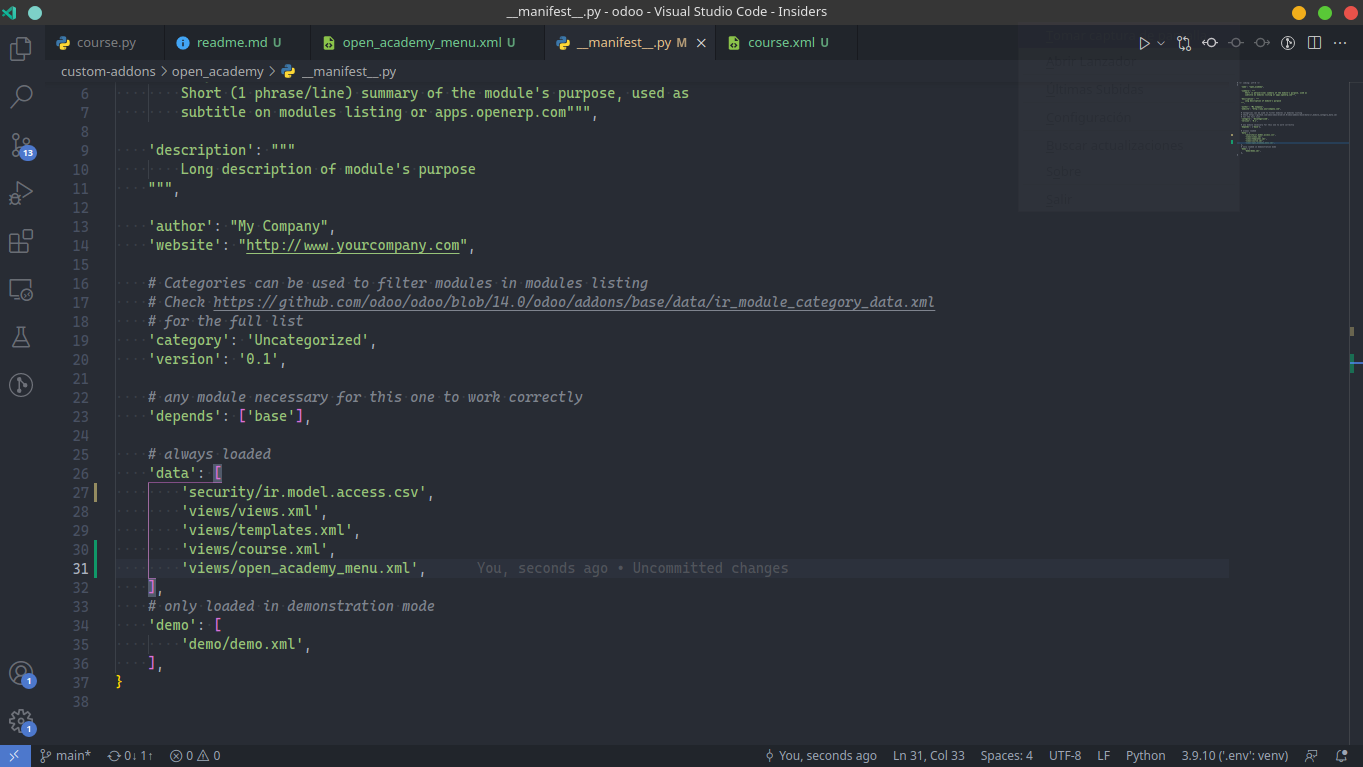 __manifest__.py - odoo - Visual Studio Code - Insiders
course.py
readme.md U
open_academy_menu.xml U
__manifest__.py M
course.xml U
custom-addons > open_academy > __manifest__.py
6 Short (1 phrase/line) summary of the module's purpose, used as
7 subtitle on modules listing or apps.openerp.com""",
8
9 'description': """
10 Long description of module's purpose
11 """,
12
13 'author': "My Company",
14 'website': "http://www.yourcompany.com",
15
16 # Categories can be used to filter modules in modules listing
17 # Check https://github.com/odoo/odoo/blob/14.0/odoo/addons/base/data/ir_module_category_data.xml
18 # for the full list
19 'category': 'Uncategorized',
20 'version': '0.1',
21
22 # any module necessary for this one to work correctly
23 'depends': ['base'],
24
25 # always loaded
26 'data': [
27 'security/ir.model.access.csv',
28 'views/views.xml',
29 'views/templates.xml',
30 'views/course.xml',
31 'views/open_academy_menu.xml', You, seconds ago • Uncommitted changes
32 ],
33 # only loaded in demonstration mode
34 'demo': [
35 'demo/demo.xml',
36 ],
37 }
38
13
1
1
main* 0↓ 1↑ 0 0 You, seconds ago Ln 31, Col 33 Spaces: 4 UTF-8 LF Python 3.9.10 ('.env': venv)